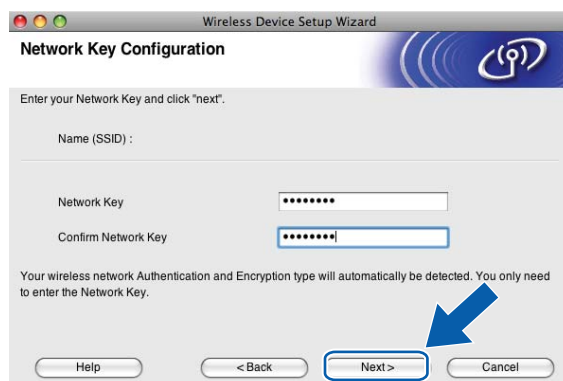 Wireless Device Setup Wizard
Network Key Configuration
Enter your Network Key and click "next".
Name (SSID) :
Network Key ••••••••
Confirm Network Key ••••••••
Your wireless network Authentication and Encryption type will automatically be detected. You only need
to enter the Network Key.
Help < Back Next > Cancel